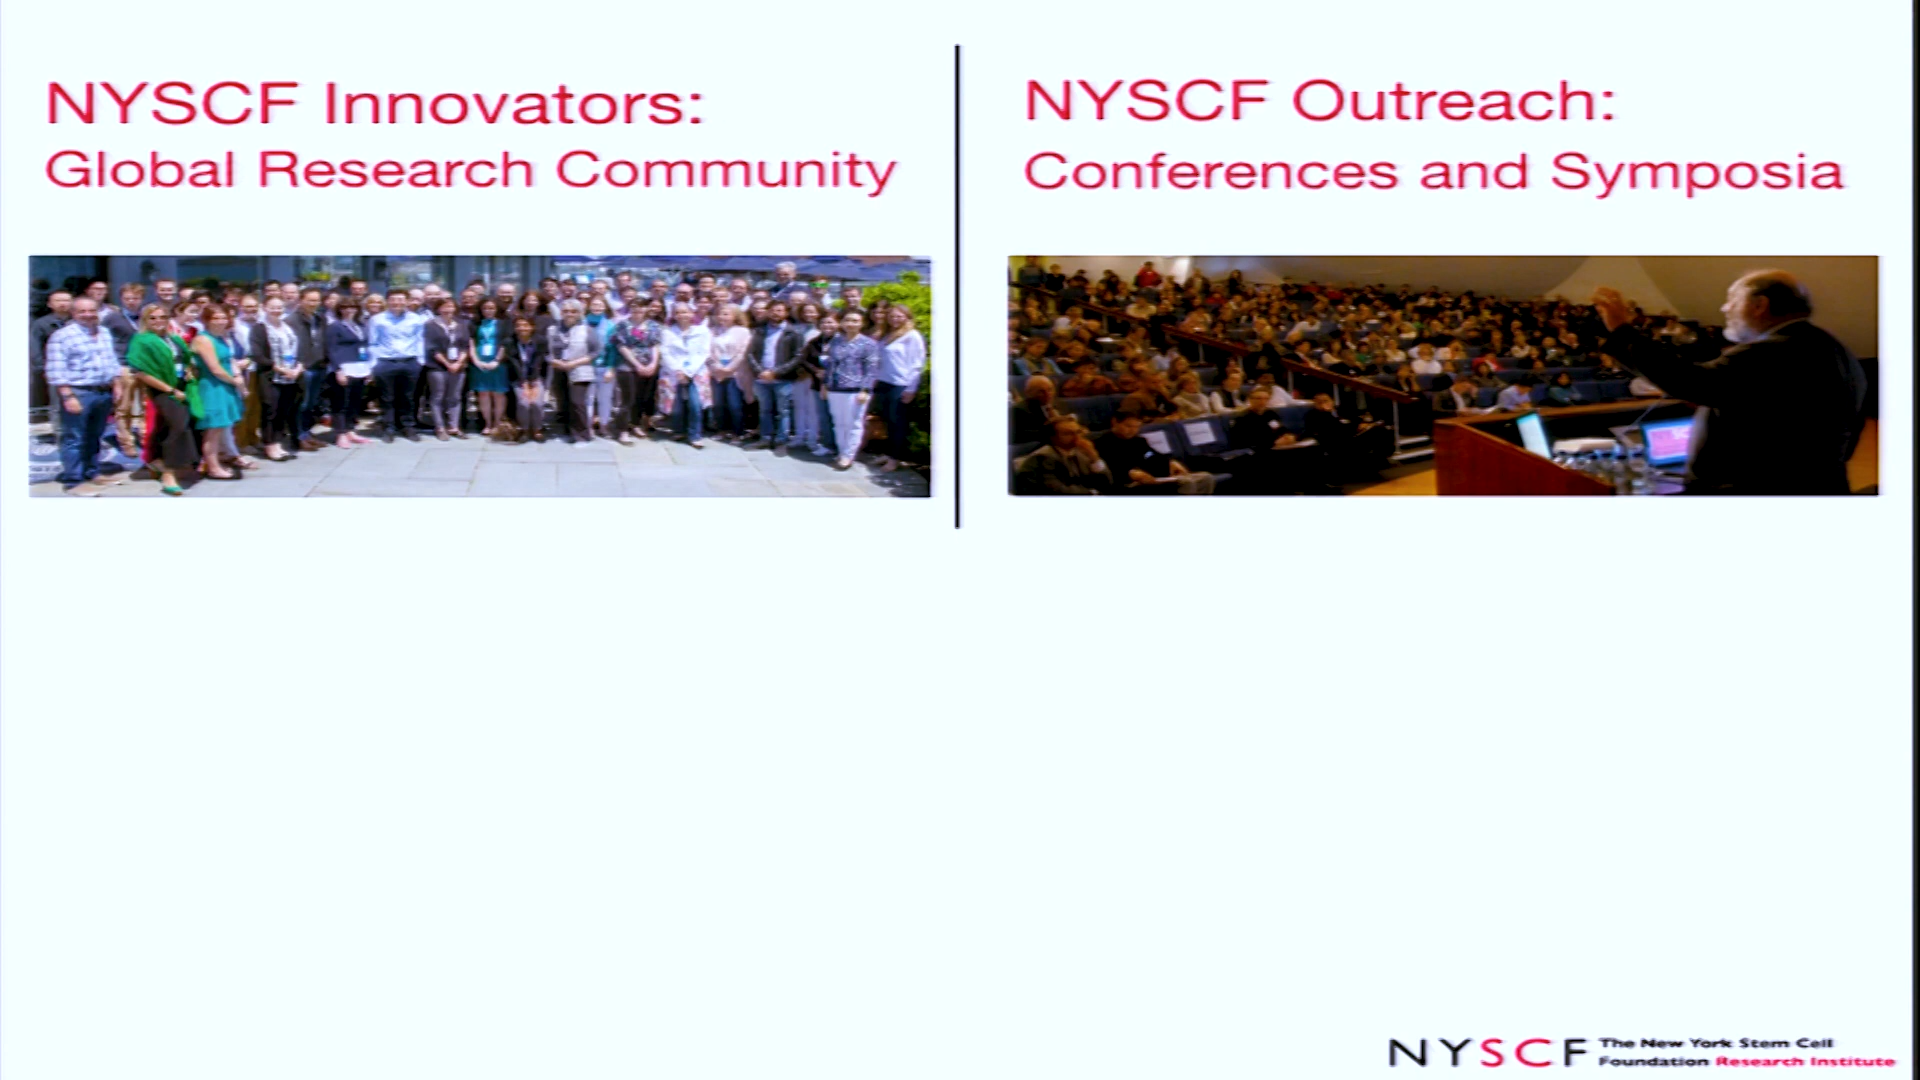 NYSCF Innovators:
Global Research Community
NYSCF Outreach:
Conferences and Symposia
NYSCF The New York Stem Cell
Foundation Research Institute